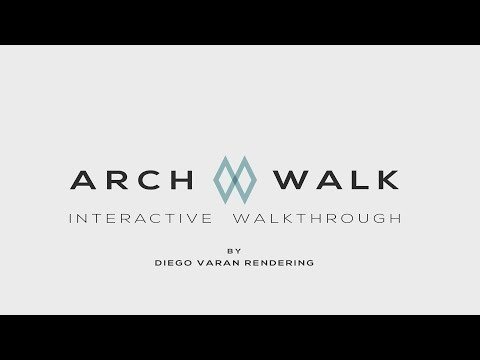 ARCH WALK
INTERACTIVE WALKTHROUGH
BY
DIEGO VARAN RENDERING